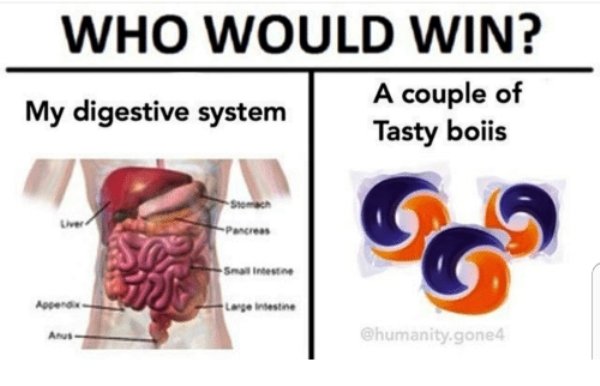 WHO WOULD WIN?
My digestive system
A couple of
Tasty boiis
Stomach
Liver
Pancreas
Small Intestine
Appendix
Large Intestine
Anus
@humanity.gone4